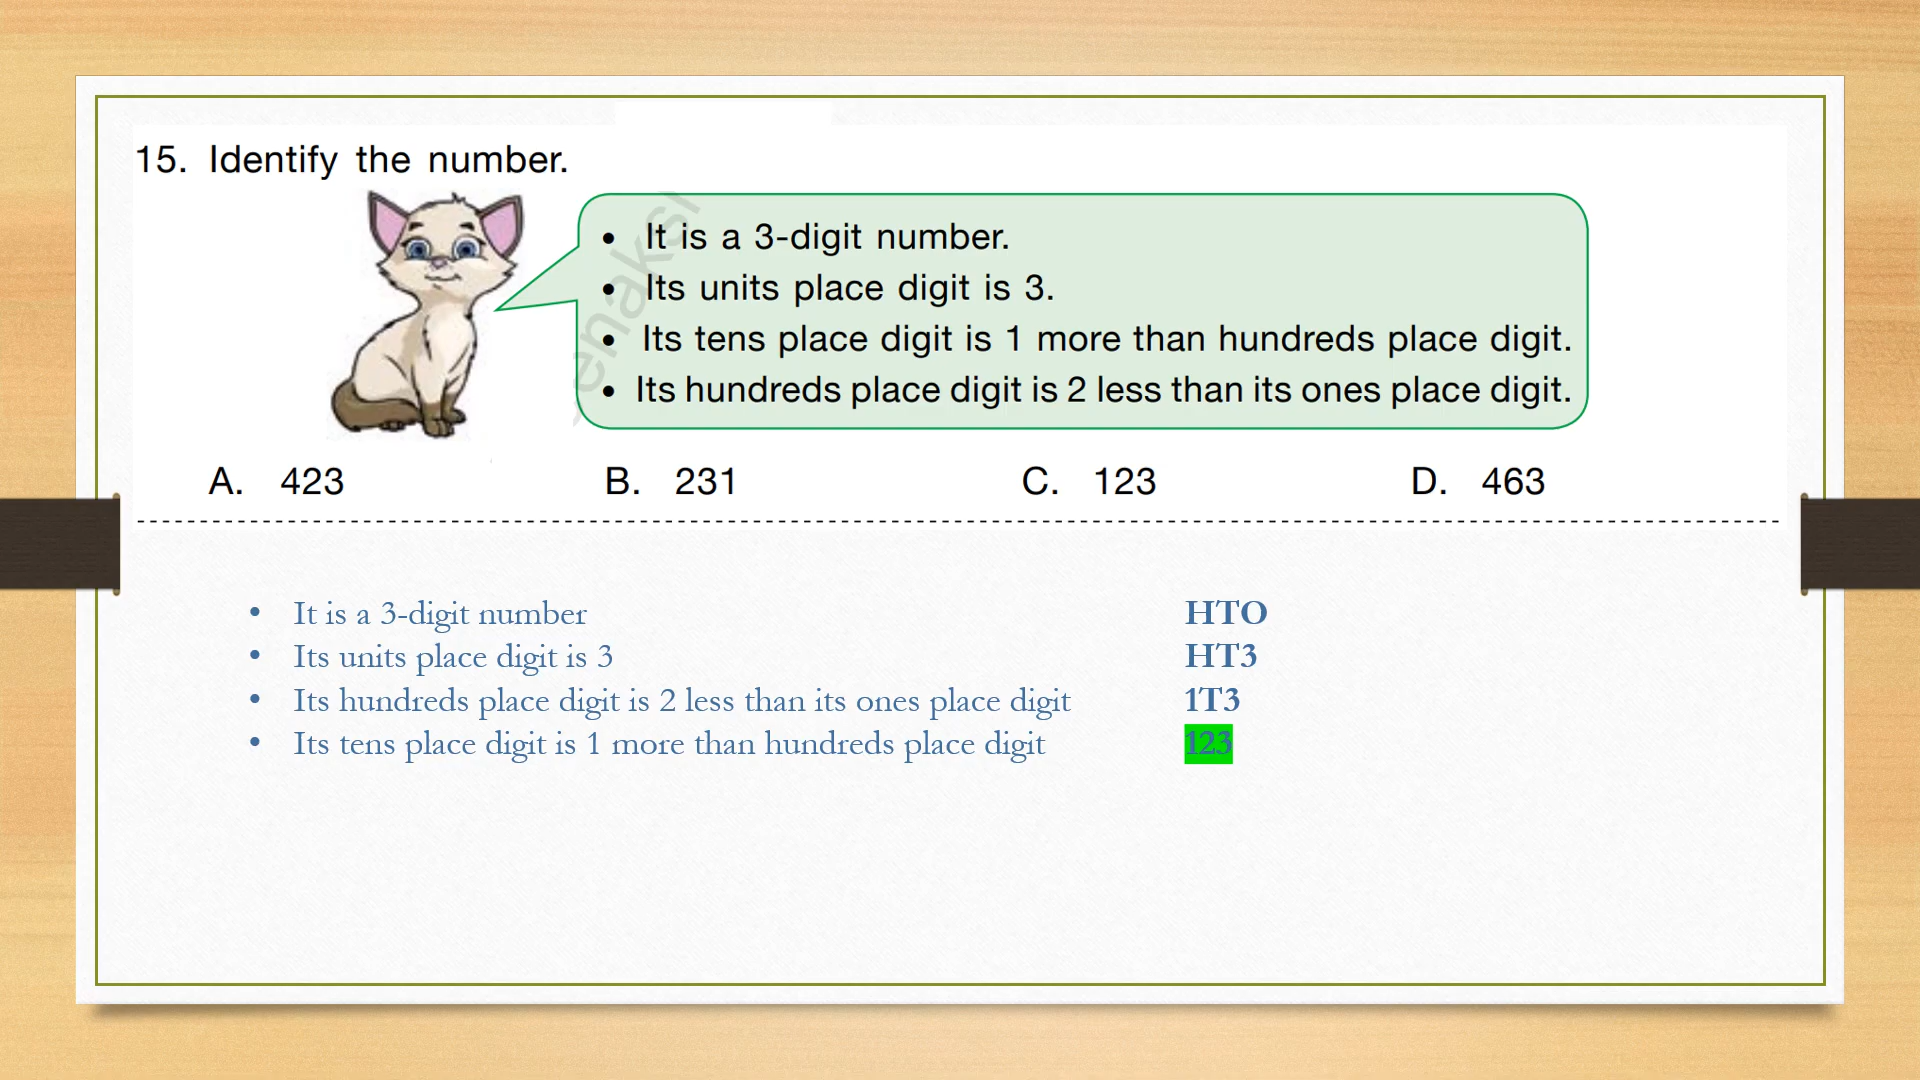 15. Identify the number.
• It is a 3-digit number.
• Its units place digit is 3.
• Its tens place digit is 1 more than hundreds place digit.
• Its hundreds place digit is 2 less than its ones place digit.
A. 423 B. 231 C. 123 D. 463
• It is a 3-digit number HTO
• Its units place digit is 3 HT3
• Its hundreds place digit is 2 less than its ones place digit 1T3
• Its tens place digit is 1 more than hundreds place digit 123